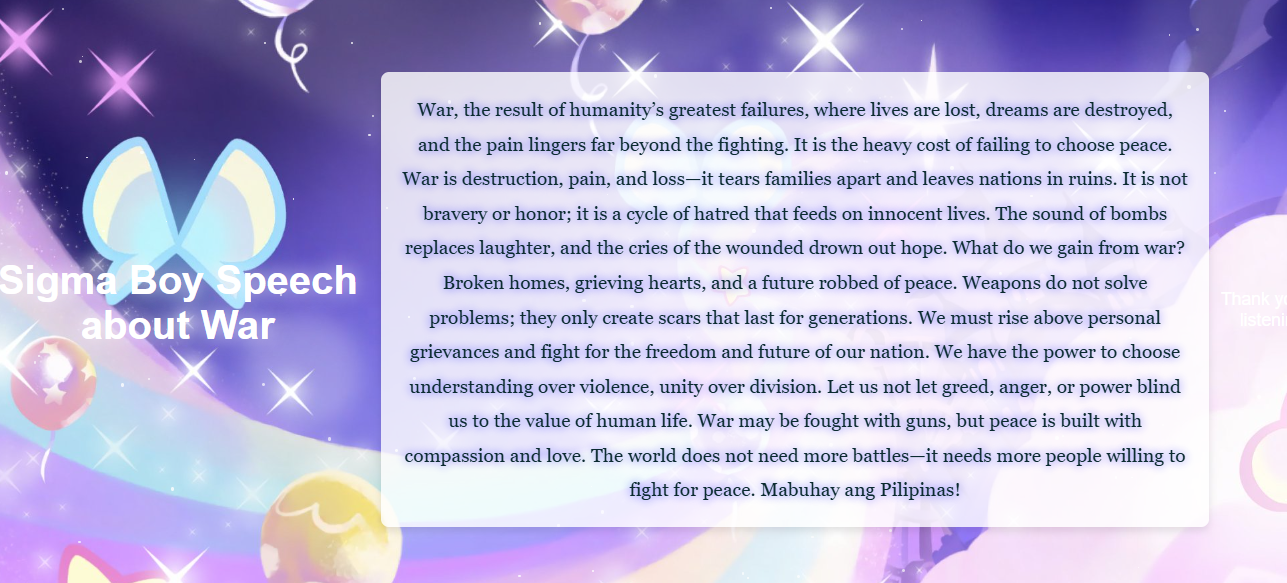 Sigma Boy Speech
about War
War, the result of humanity’s greatest failures, where lives are lost, dreams are destroyed,
and the pain lingers far beyond the fighting. It is the heavy cost of failing to choose peace.
War is destruction, pain, and loss—it tears families apart and leaves nations in ruins. It is not
bravery or honor; it is a cycle of hatred that feeds on innocent lives. The sound of bombs
replaces laughter, and the cries of the wounded drown out hope. What do we gain from war?
Broken homes, grieving hearts, and a future robbed of peace. Weapons do not solve
problems; they only create scars that last for generations. We must rise above personal
grievances and fight for the freedom and future of our nation. We have the power to choose
understanding over violence, unity over division. Let us not let greed, anger, or power blind
us to the value of human life. War may be fought with guns, but peace is built with
compassion and love. The world does not need more battles—it needs more people willing to
fight for peace. Mabuhay ang Pilipinas!
Thank